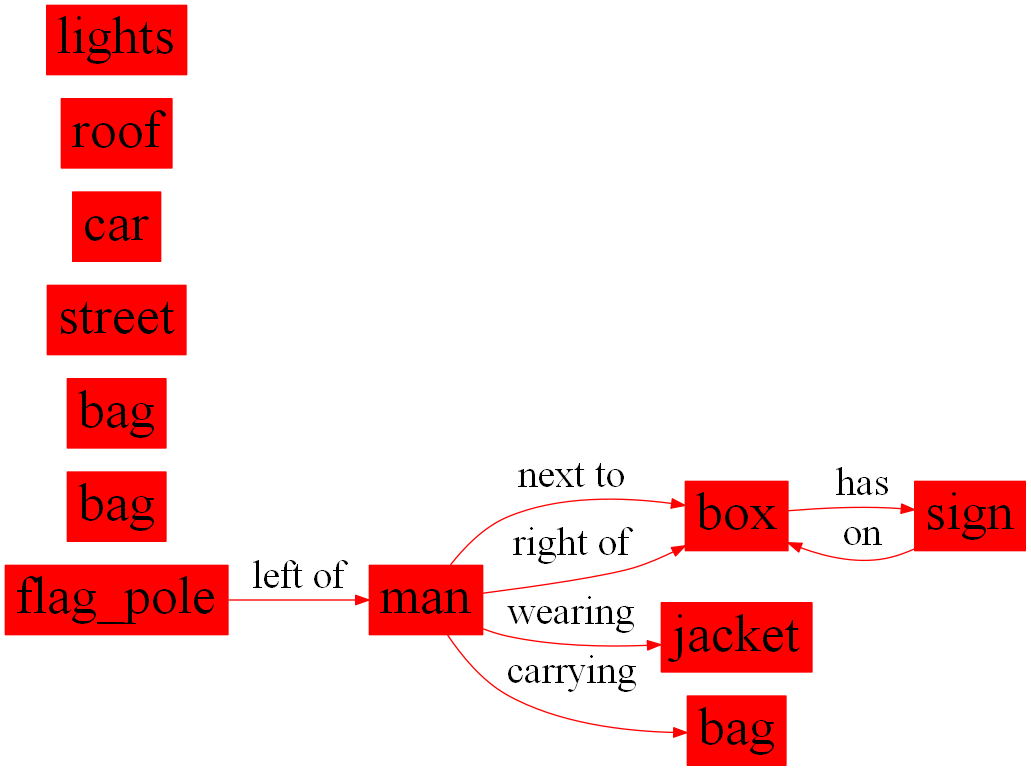 lights
roof
car
street
bag
bag
flag_pole
left of
man
next to
right of
wearing
carrying
box
has
on
sign
jacket
bag